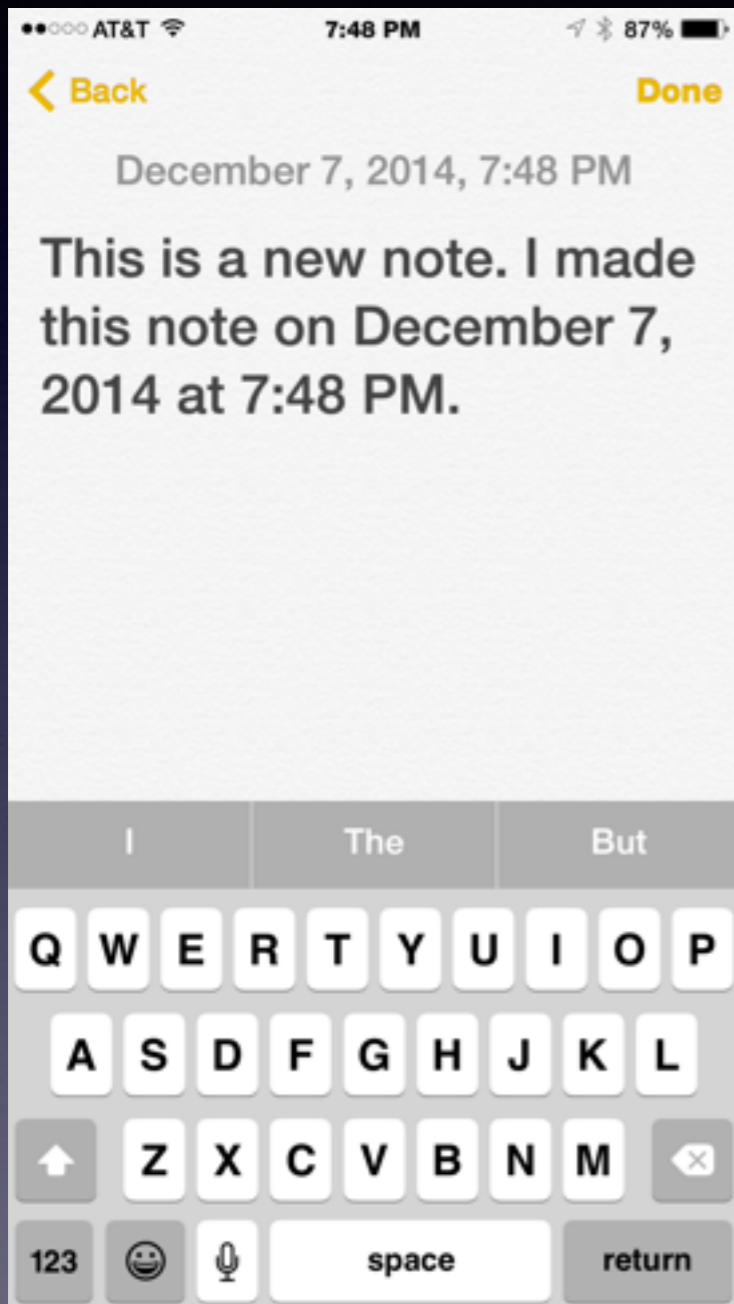 AT&T 7:48 PM 87%
Back Done
December 7, 2014, 7:48 PM
This is a new note. I made
this note on December 7,
2014 at 7:48 PM.
I The But
Q W E R T Y U I O P
A S D F G H J K L
Z X C V B N M
123 space return